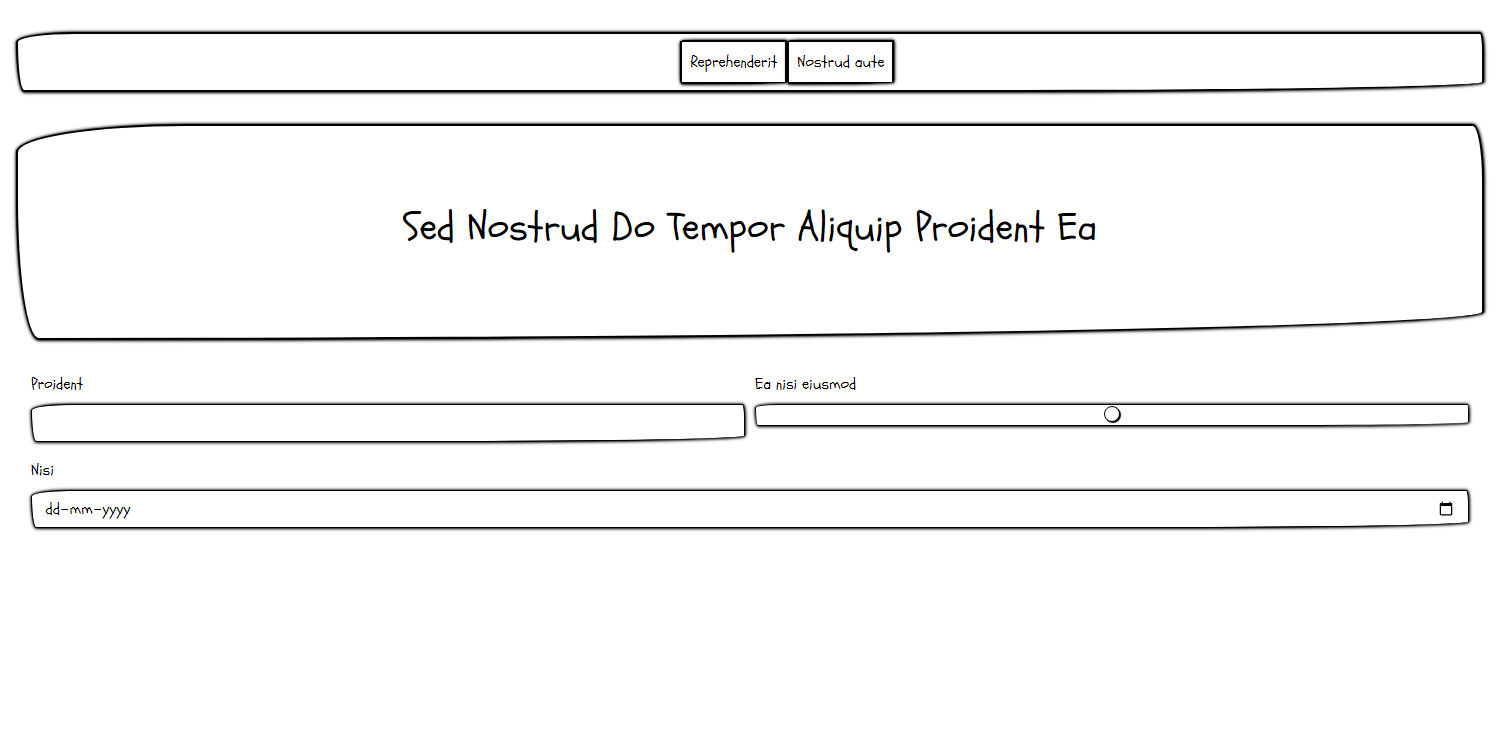 Reprehenderit Nostrud aute
Sed Nostrud Do Tempor Aliquip Proident Ea
Proident
Ea nisi eiusmod
Nisi
dd-mm-yyyy